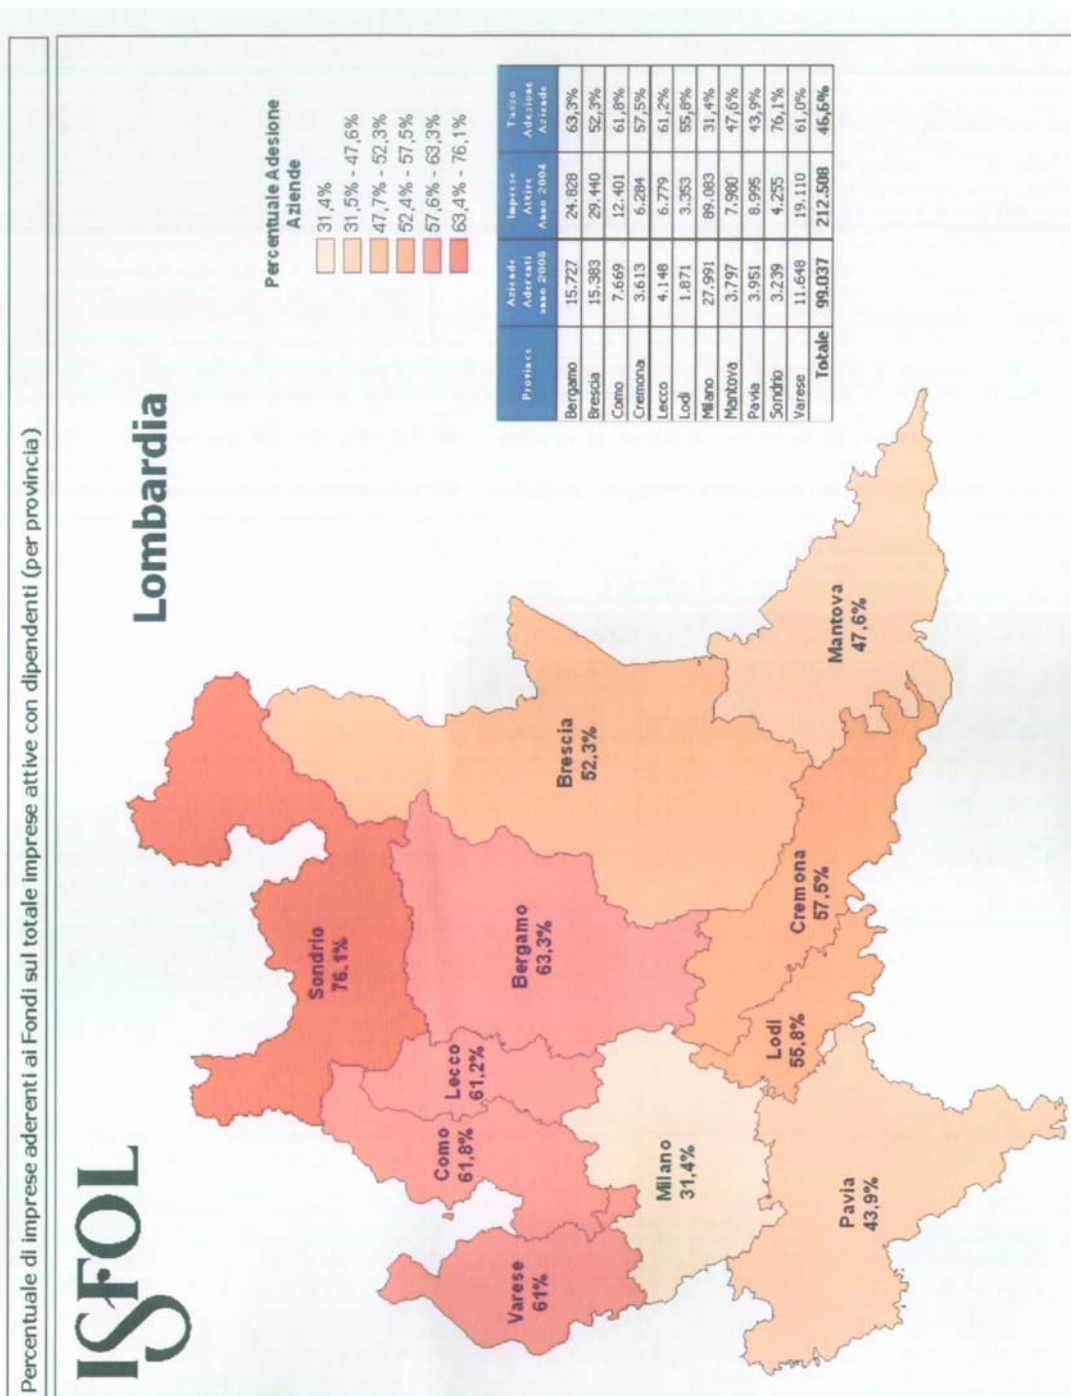 Percentuale di imprese aderenti ai Fondi sul totale imprese attive con dipendenti (per provincia)
ISFOL
Lombardia
Percentuale Adesione
Aziende
31,4%
31,5% - 47,6%
47,7% - 52,3%
52,4% - 57,5%
57,6% - 63,3%
63,4% - 76,1%
Sondrio
76,1%
Como
61,8%
Lecco
61,2%
Varese
61%
Bergamo
63,3%
Brescia
52,3%
Milano
31,4%
Lodi
55,8%
Cremona
57,5%
Mantova
47,6%
Pavia
43,9%
Province Aziende Aderenti anno 2008 Imprese Attive Anno 2004 Tasso Adesione Aziende
Bergamo 15.727 24.828 63,3%
Brescia 15.383 29.440 52,3%
Como 7.669 12.401 61,8%
Cremona 3.613 6.284 57,5%
Lecco 4.148 6.779 61,2%
Lodi 1.871 3.353 55,8%
Milano 27.991 89.083 31,4%
Mantova 3.797 7.980 47,6%
Pavia 3.951 8.995 43,9%
Sondrio 3.239 4.255 76,1%
Varese 11.648 19.110 61,0%
Totale 99.037 212.508 46,6%